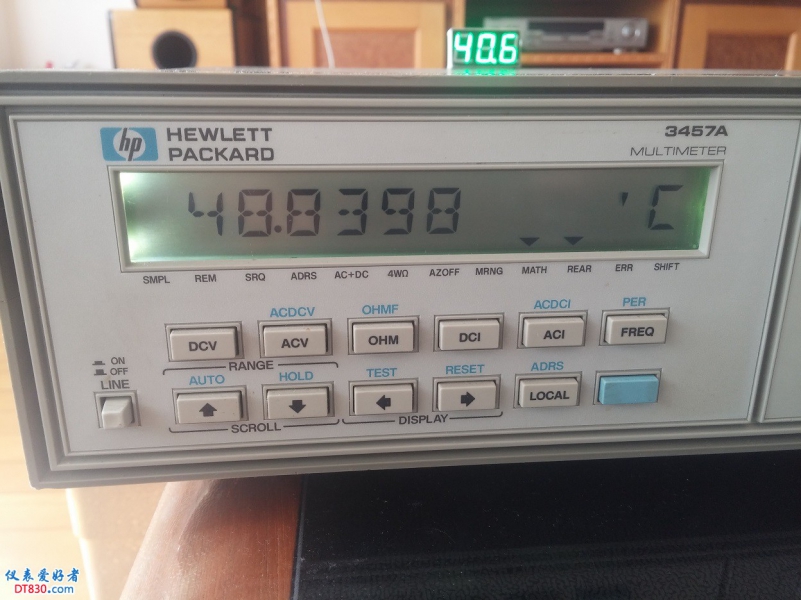 40.6
hp HEWLETT
PACKARD
3457A
MULTIMETER
48.8398 'C
SMPL REM SRQ ADRS AC+DC 4WΩ AZOFF MRNG MATH REAR ERR SHIFT
ACDCV OHMF ACDCI PER
DCV ACV OHM DCI ACI FREQ
RANGE
ON
OFF
LINE
AUTO HOLD TEST RESET ADRS
LOCAL
SCROLL DISPLAY
仪表爱好者
DT830.com